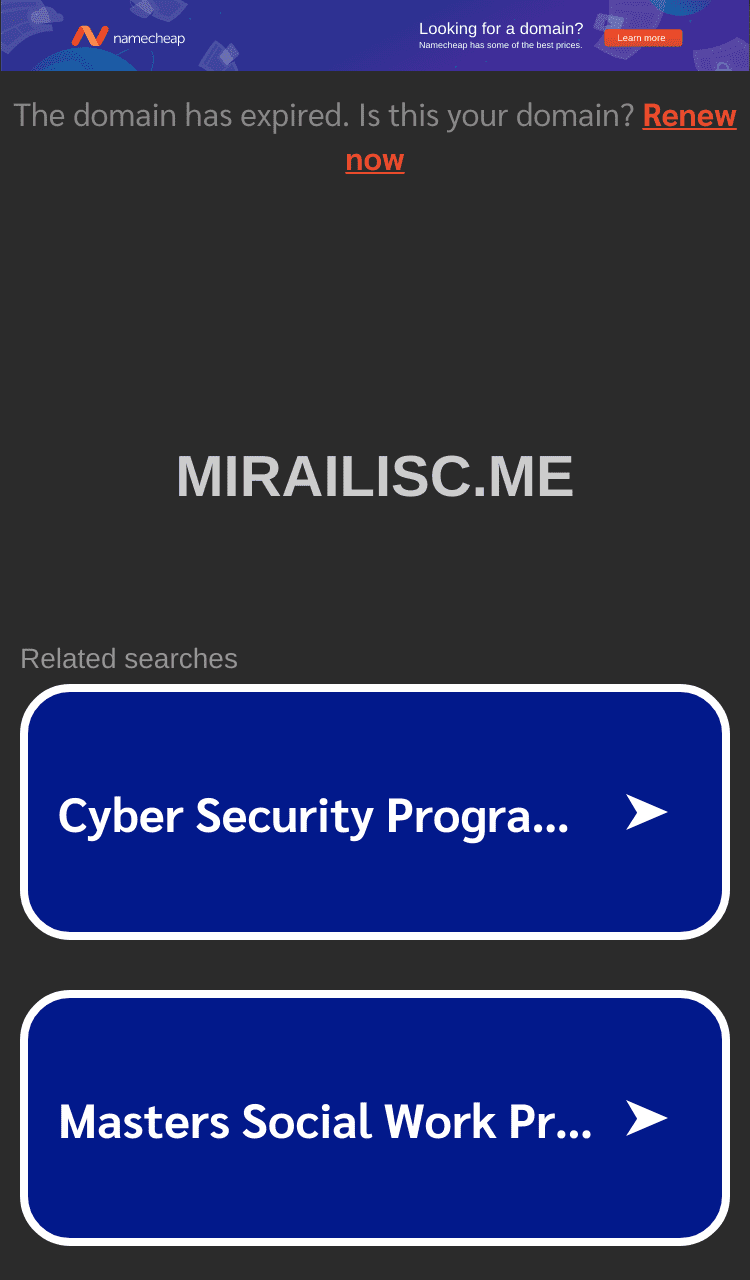 namecheap
Looking for a domain?
Namecheap has some of the best prices.
Learn more
The domain has expired. Is this your domain? Renew
now
MIRAILISC.ME
Related searches
Cyber Security Progra...
Masters Social Work Pr...